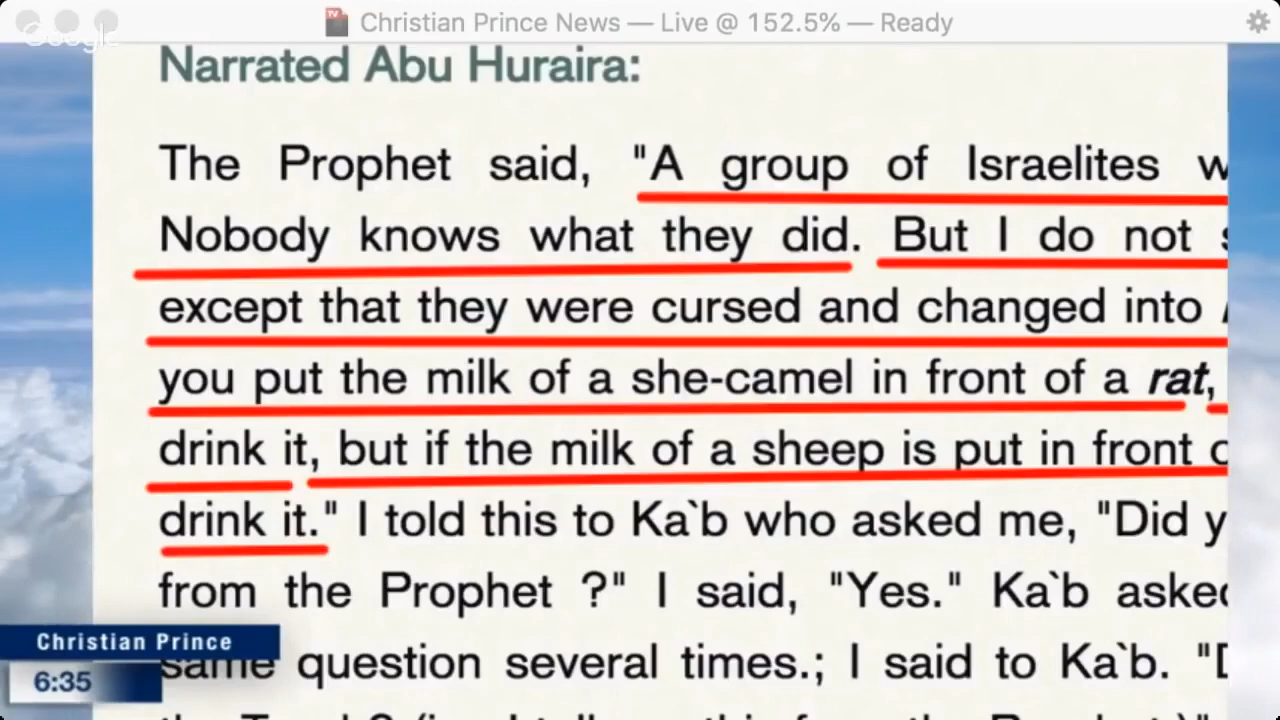 Christian Prince News — Live @ 152.5% — Ready
Google
Narrated Abu Huraira:
The Prophet said, "A group of Israelites
Nobody knows what they did. But I do not
except that they were cursed and changed into
you put the milk of a she-camel in front of a rat,
drink it, but if the milk of a sheep is put in front
drink it." I told this to Ka`b who asked me, "Did
from the Prophet ?" I said, "Yes." Ka`b asked
same question several times.; I said to Ka`b. "
Christian Prince
6:35